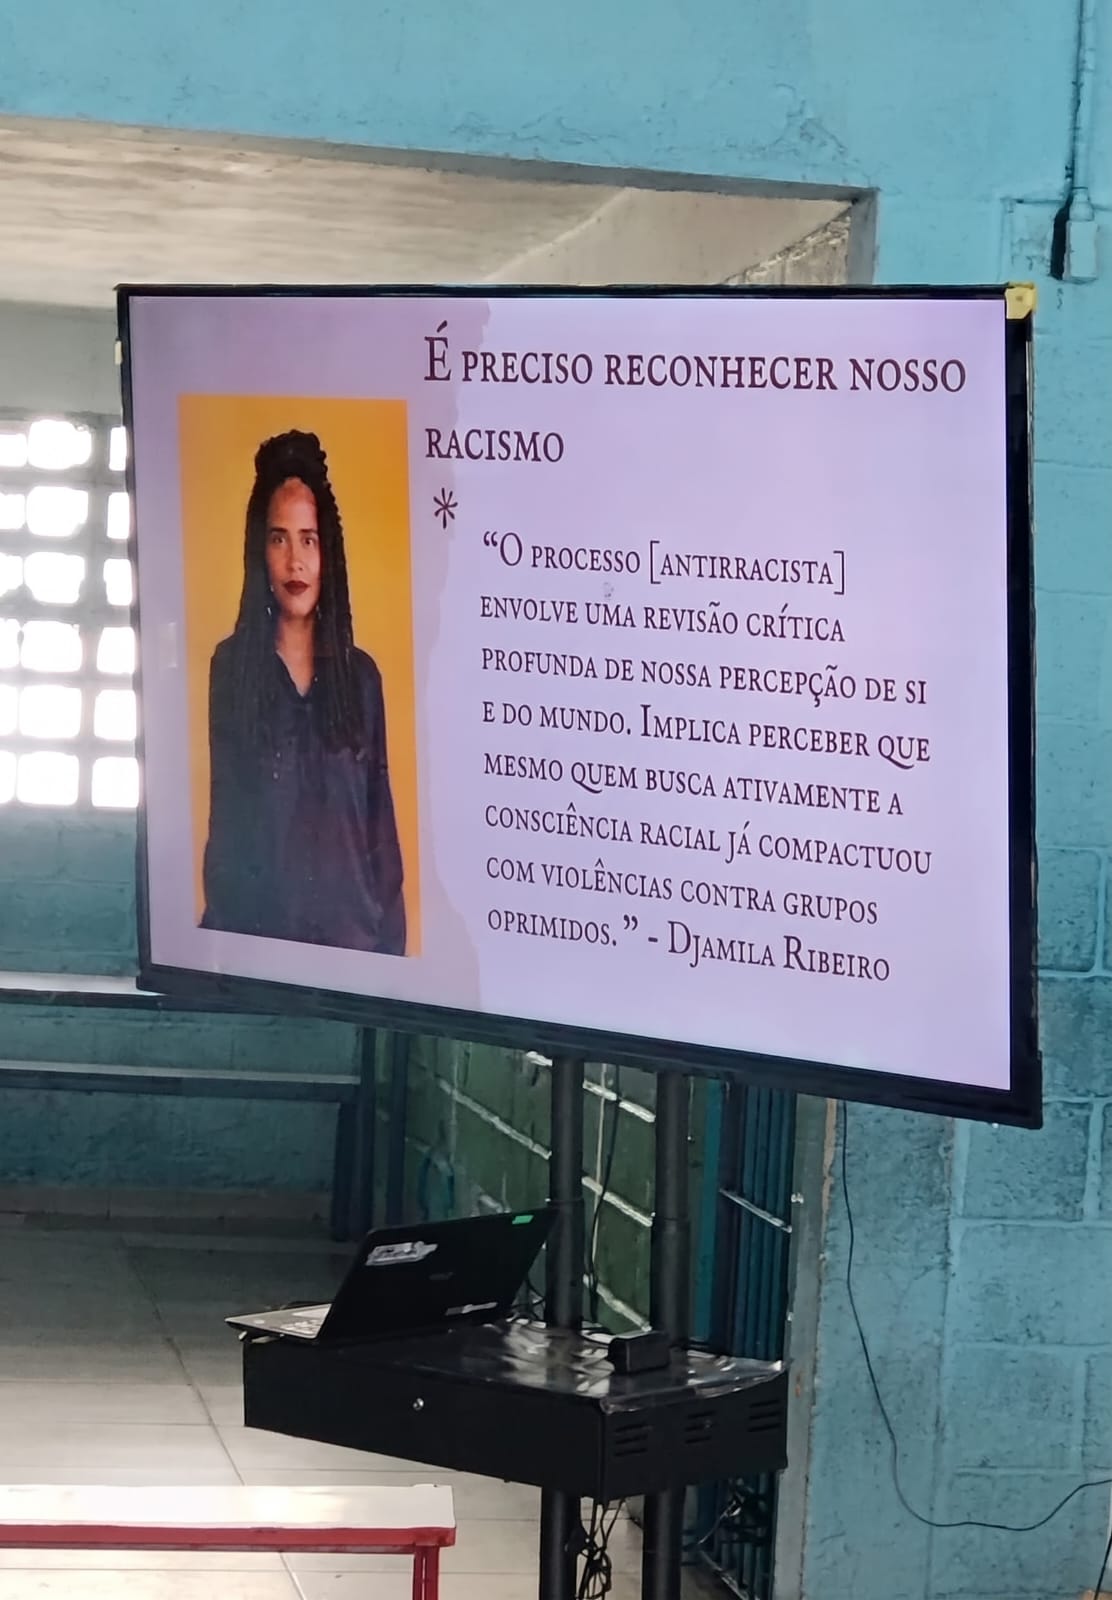 É PRECISO RECONHECER NOSSO
RACISMO
*
“O PROCESSO [ANTIRRACISTA]
ENVOLVE UMA REVISÃO CRÍTICA
PROFUNDA DE NOSSA PERCEPÇÃO DE SI
E DO MUNDO. IMPLICA PERCEBER QUE
MESMO QUEM BUSCA ATIVAMENTE A
CONSCIÊNCIA RACIAL JÁ COMPACTUOU
COM VIOLÊNCIAS CONTRA GRUPOS
OPRIMIDOS.” - DJAMILA RIBEIRO